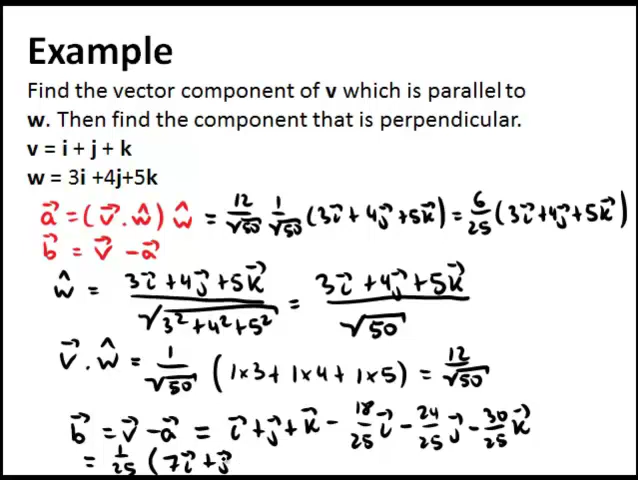 Example
Find the vector component of v which is parallel to
w. Then find the component that is perpendicular.
v = i + j + k
w = 3i +4j+5k
a⃗ = (v⃗ . ŵ) ŵ = 12/√50 1/√50 (3i⃗ + 4j⃗ + 5k⃗) = 6/25 (3i⃗ + 4j⃗ + 5k⃗)
b⃗ = v⃗ - a⃗
ŵ = (3i⃗ + 4j⃗ + 5k⃗)/√(3² + 4² + 5²) = (3i⃗ + 4j⃗ + 5k⃗)/√50
v⃗ . ŵ = 1/√50 (1×3 + 1×4 + 1×5) = 12/√50
b⃗ = v⃗ - a⃗ = i⃗ + j⃗ + k⃗ - 18/25 i⃗ - 24/25 j⃗ - 30/25 k⃗
= 1/25 (7i⃗ + j⃗